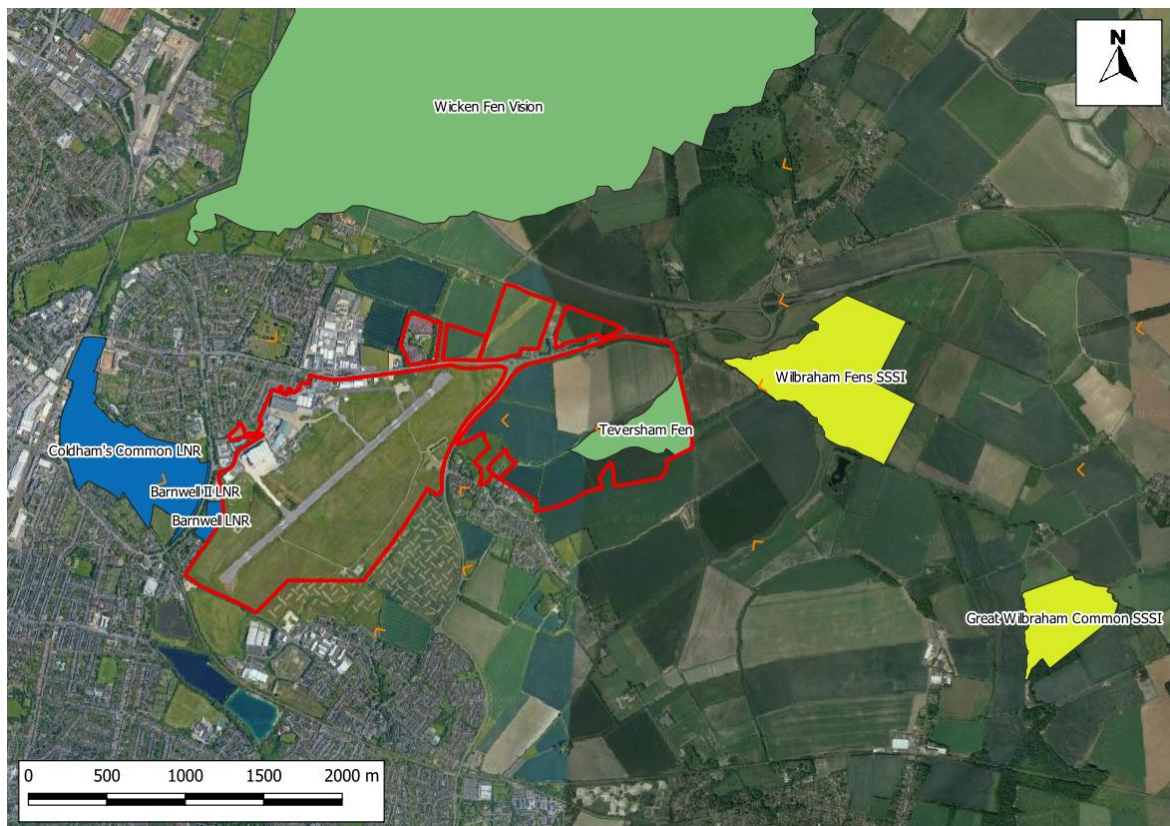 N
Wicken Fen Vision
Wilbraham Fens SSSI
Teversham Fen
Coldham's Common LNR
Barnwell II LNR
Barnwell LNR
Great Wilbraham Common SSSI
0 500 1000 1500 2000 m